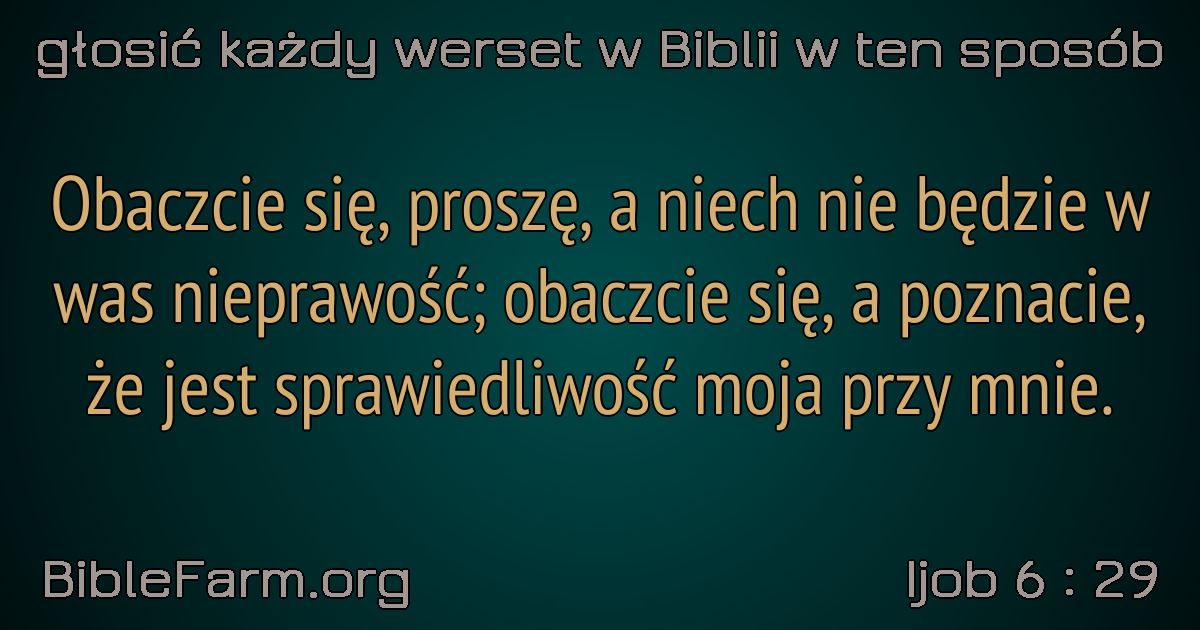 głosić każdy werset w Biblii w ten sposób
Obaczcie się, proszę, a niech nie będzie w
was nieprawość; obaczcie się, a poznacie,
że jest sprawiedliwość moja przy mnie.
BibleFarm.org
Ijob 6 : 29